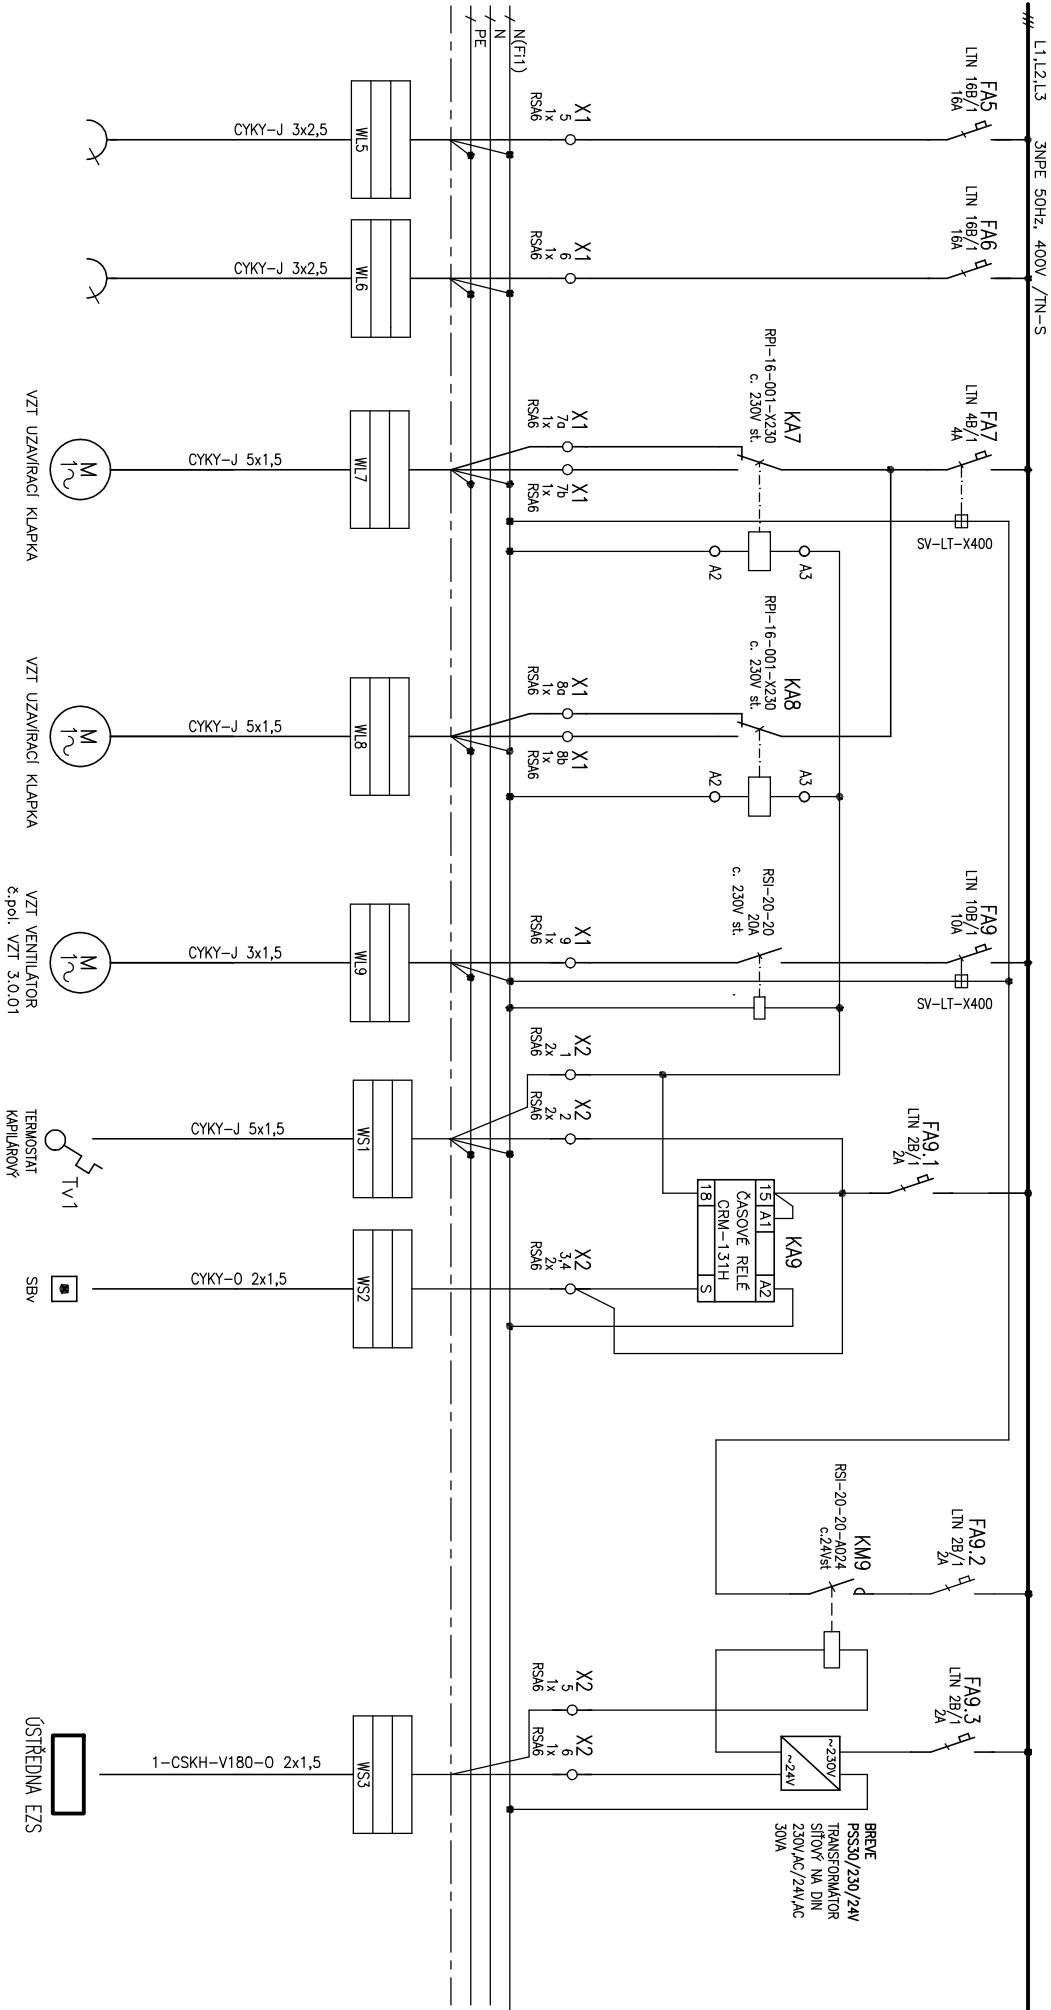 L1,L2,L3
3NPE 50Hz, 400V /TN-S
FA5
LTN 16B/1
16A
FA6
LTN 16B/1
16A
FA7
LTN 4B/1
4A
SV-LT-X400
FA9
LTN 10B/1
10A
SV-LT-X400
FA9.1
LTN 2B/1
2A
FA9.2
LTN 2B/1
2A
FA9.3
LTN 2B/1
2A
KA7
RPI-16-001-X230
c. 230V st.
A3
A2
KA8
RPI-16-001-X230
c. 230V st.
A3
A2
RSI-20-20
20A
c. 230V st.
KA9
15 A1 A2
ČASOVÉ RELÉ
CRM-131H
18 S
KM9
RSI-20-20-A024
c.24Vst
~230V
~24V
BREVE
PSS30/230/24V
TRANSFORMÁTOR
SÍŤOVÝ NA DIN
230V,AC/24V,AC
30VA
X1
5
1x
RSA6
X1
6
1x
RSA6
X1
7a
1x
RSA6
X1
7b
1x
RSA6
X1
8a
1x
RSA6
X1
8b
1x
RSA6
X1
9
1x
RSA6
X2
1
2x
RSA6
X2
2
2x
RSA6
X2
3,4
2x
RSA6
X2
5
1x
RSA6
X2
6
1x
RSA6
N(Fi1)
N
PE
WL5
WL6
WL7
WL8
WL9
WS1
WS2
WS3
CYKY-J 3x2,5
CYKY-J 3x2,5
CYKY-J 5x1,5
CYKY-J 5x1,5
CYKY-J 3x1,5
CYKY-J 5x1,5
CYKY-O 2x1,5
1-CSKH-V180-O 2x1,5
M
1~
VZT UZAVÍRACÍ KLAPKA
M
1~
VZT UZAVÍRACÍ KLAPKA
M
1~
VZT VENTILÁTOR
č.pol. VZT 3.0.01
Tv1
TERMOSTAT
KAPILÁROVÝ
SBv
ÚSTŘEDNA EZS